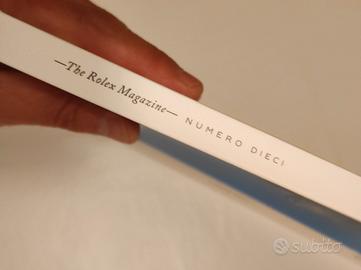 —The Rolex Magazine— NUMERO DIECI
subito